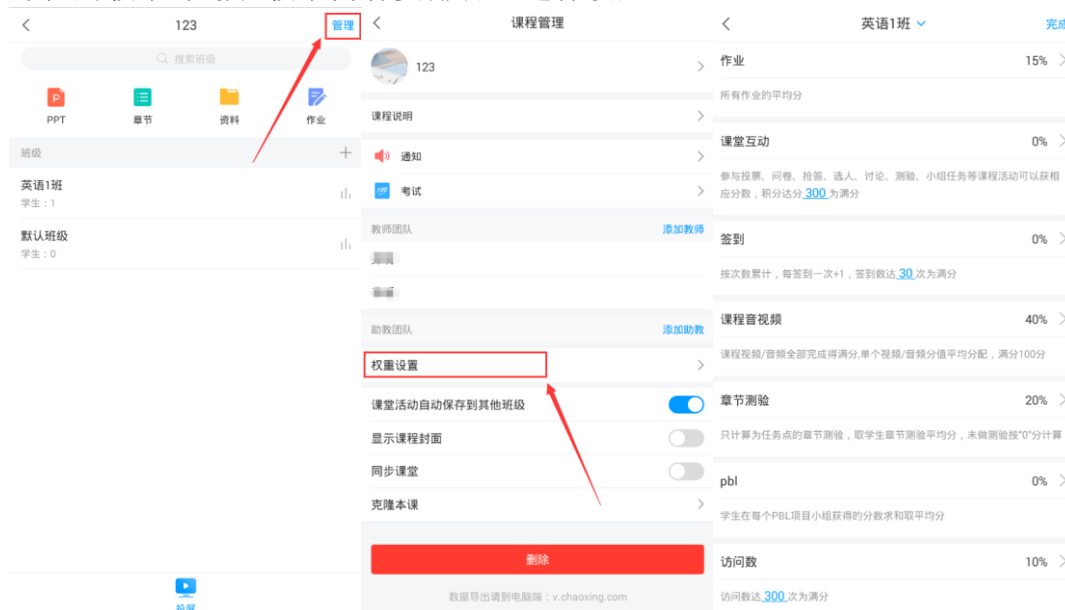 123
管理
搜索班级
PPT
章节
资料
作业
班级
英语1班
学生：1
默认班级
学生：0
投屏
课程管理
123
课程说明
通知
考试
教师团队
添加教师
助教团队
添加助教
权重设置
课堂活动自动保存到其他班级
显示课程封面
同步课堂
克隆本课
删除
数据导出请到电脑端：v.chaoxing.com
英语1班
完成
作业
15%
所有作业的平均分
课堂互动
0%
参与投票、问卷、抢答、选人、讨论、测验、小组任务等课程活动可以获相
应分数，积分达分 300 为满分
签到
0%
按次数累计，每签到一次+1，签到数达 30 次为满分
课程音视频
40%
课程视频/音频全部完成得满分,单个视频/音频分值平均分配，满分100分
章节测验
20%
只计算为任务点的章节测验，取学生章节测验平均分，未做测验按"0"分计算
pbl
0%
学生在每个PBL项目小组获得的分数求和取平均分
访问数
10%
访问数达 300 次为满分